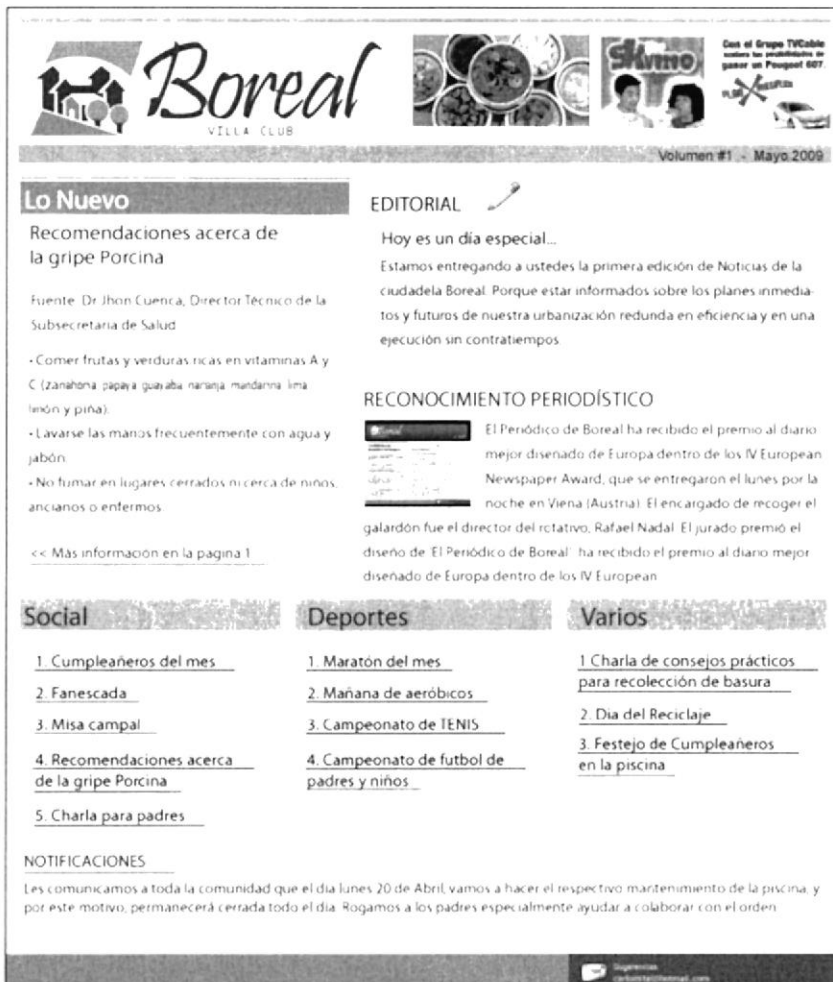 Boreal
VILLA CLUB
SKVEITO
Con el Grupo TVCable
ganar un Peugeot 607.
Volumen #1 - Mayo 2009
Lo Nuevo
Recomendaciones acerca de
la gripe Porcina
Fuente: Dr Jhon Cuenca, Director Técnico de la
Subsecretaria de Salud
• Comer frutas y verduras ricas en vitaminas A y
C (zanahoria papaya guayaba naranja mandarina lima
limón y piña).
• Lavarse las manos frecuentemente con agua y
jabón.
• No fumar en lugares cerrados ni cerca de niños,
ancianos o enfermos.
<< Más información en la pagina 1
EDITORIAL
Hoy es un día especial...
Estamos entregando a ustedes la primera edición de Noticias de la
ciudadela Boreal. Porque estar informados sobre los planes inmedia-
tos y futuros de nuestra urbanización redunda en eficiencia y en una
ejecución sin contratiempos
RECONOCIMIENTO PERIODÍSTICO
El Periódico de Boreal ha recibido el premio al diario
mejor diseñado de Europa dentro de los IV European
Newspaper Award, que se entregaron el lunes por la
noche en Viena (Austria). El encargado de recoger el
galardón fue el director del rotativo, Rafael Nadal. El jurado premió el
diseño de 'El Periódico de Boreal' ha recibido el premio al diario mejor
diseñado de Europa dentro de los IV European
Social
1. Cumpleañeros del mes
2. Fanescada
3. Misa campal
4. Recomendaciones acerca
de la gripe Porcina
5. Charla para padres
Deportes
1. Maratón del mes
2. Mañana de aeróbicos
3. Campeonato de TENIS
4. Campeonato de futbol de
padres y niños
Varios
1 Charla de consejos prácticos
para recolección de basura
2. Dia del Reciclaje
3. Festejo de Cumpleañeros
en la piscina
NOTIFICACIONES
Les comunicamos a toda la comunidad que el dia lunes 20 de Abril, vamos a hacer el respectivo mantenimiento de la piscina, y
por este motivo, permanecerá cerrada todo el dia. Rogamos a los padres especialmente ayudar a colaborar con el orden
Sugerencias